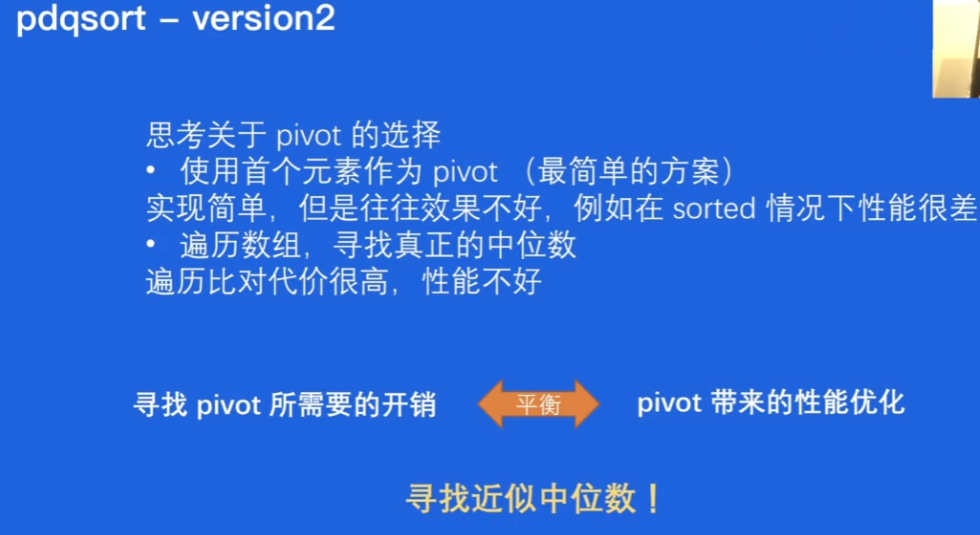 pdqsort – version2
思考关于 pivot 的选择
• 使用首个元素作为 pivot （最简单的方案）
实现简单，但是往往效果不好，例如在 sorted 情况下性能很差
• 遍历数组，寻找真正的中位数
遍历比对代价很高，性能不好
寻找 pivot 所需要的开销
平衡
pivot 带来的性能优化
寻找近似中位数！